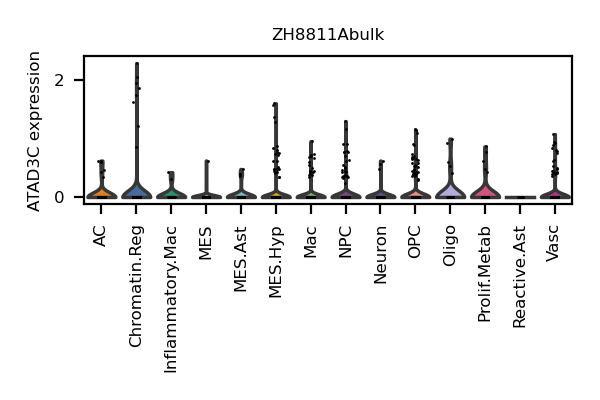 ZH8811Abulk
ATAD3C expression
2
0
AC
Chromatin.Reg
Inflammatory.Mac
MES
MES.Ast
MES.Hyp
Mac
NPC
Neuron
OPC
Oligo
Prolif.Metab
Reactive.Ast
Vasc